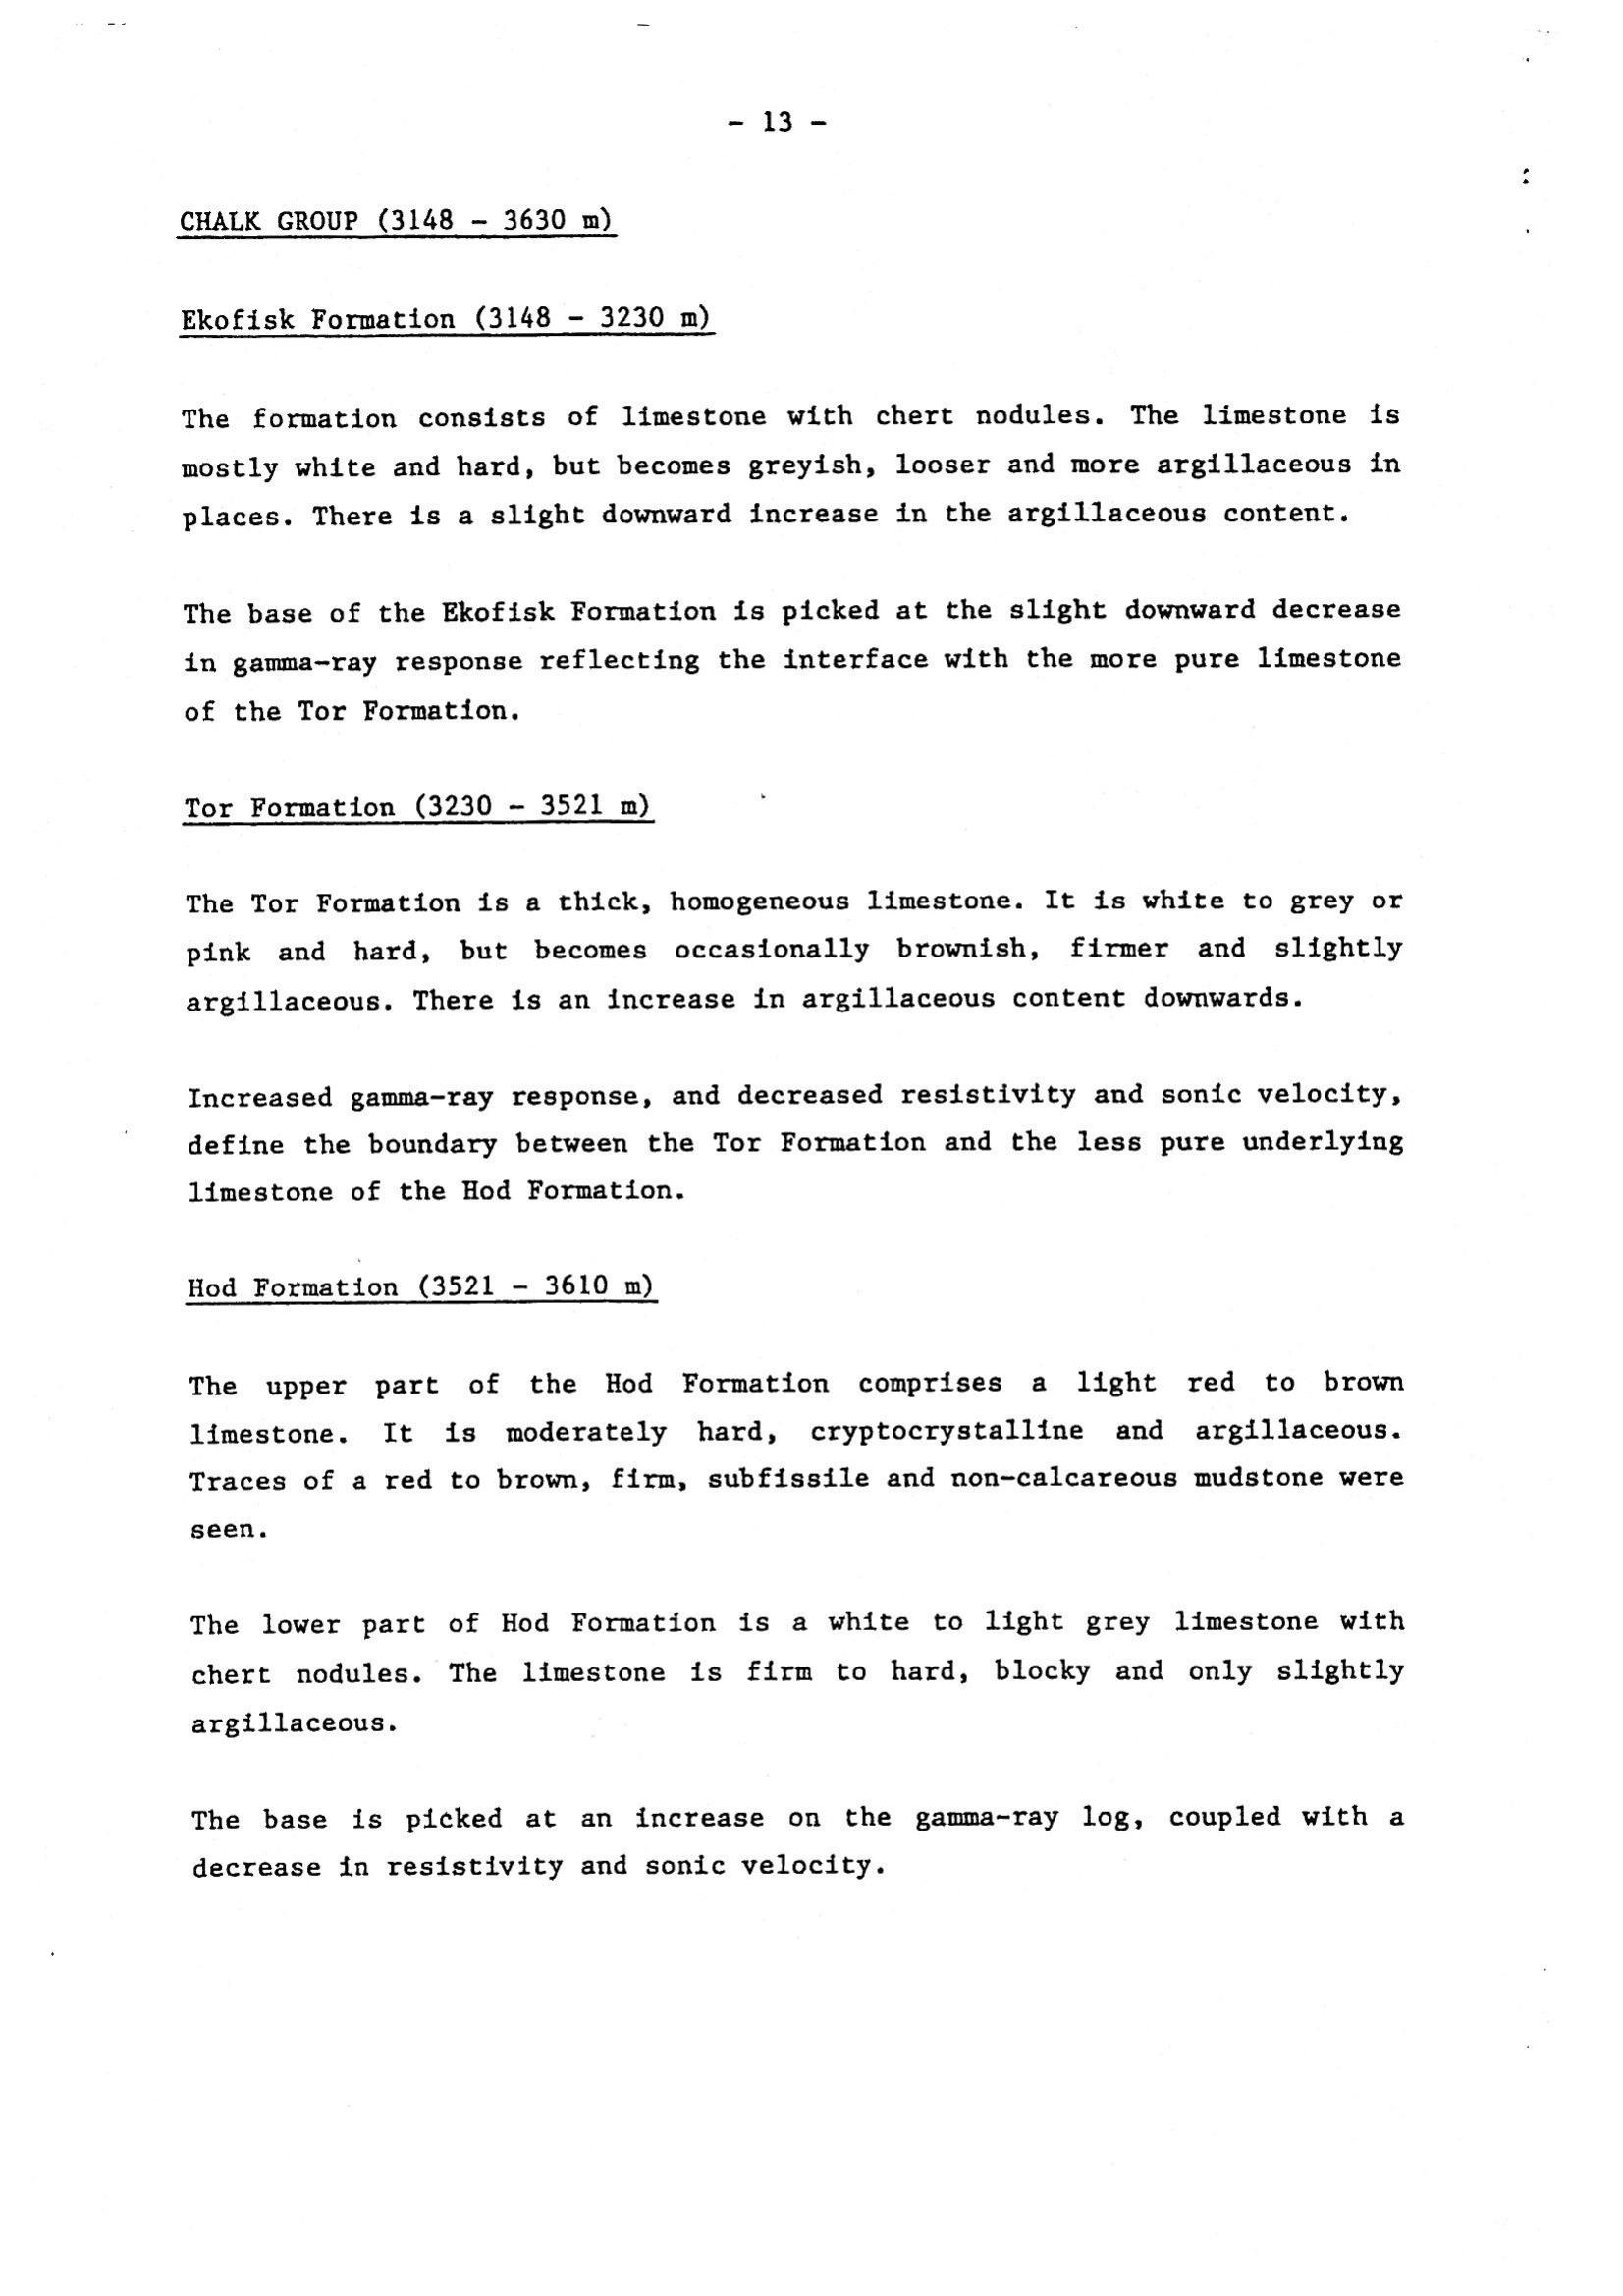 - 13 -
CHALK GROUP (3148 - 3630 m)
Ekofisk Formation (3148 - 3230 m)
The formation consists of limestone with chert nodules. The limestone is
mostly white and hard, but becomes greyish, looser and more argillaceous in
places. There is a slight downward increase in the argillaceous content.
The base of the Ekofisk Formation is picked at the slight downward decrease
in gamma-ray response reflecting the interface with the more pure limestone
of the Tor Formation.
Tor Formation (3230 - 3521 m)
The Tor Formation is a thick, homogeneous limestone. It is white to grey or
pink and hard, but becomes occasionally brownish, firmer and slightly
argillaceous. There is an increase in argillaceous content downwards.
Increased gamma-ray response, and decreased resistivity and sonic velocity,
define the boundary between the Tor Formation and the less pure underlying
limestone of the Hod Formation.
Hod Formation (3521 - 3610 m)
The upper part of the Hod Formation comprises a light red to brown
limestone. It is moderately hard, cryptocrystalline and argillaceous.
Traces of a red to brown, firm, subfissile and non-calcareous mudstone were
seen.
The lower part of Hod Formation is a white to light grey limestone with
chert nodules. The limestone is firm to hard, blocky and only slightly
argillaceous.
The base is picked at an increase on the gamma-ray log, coupled with a
decrease in resistivity and sonic velocity.